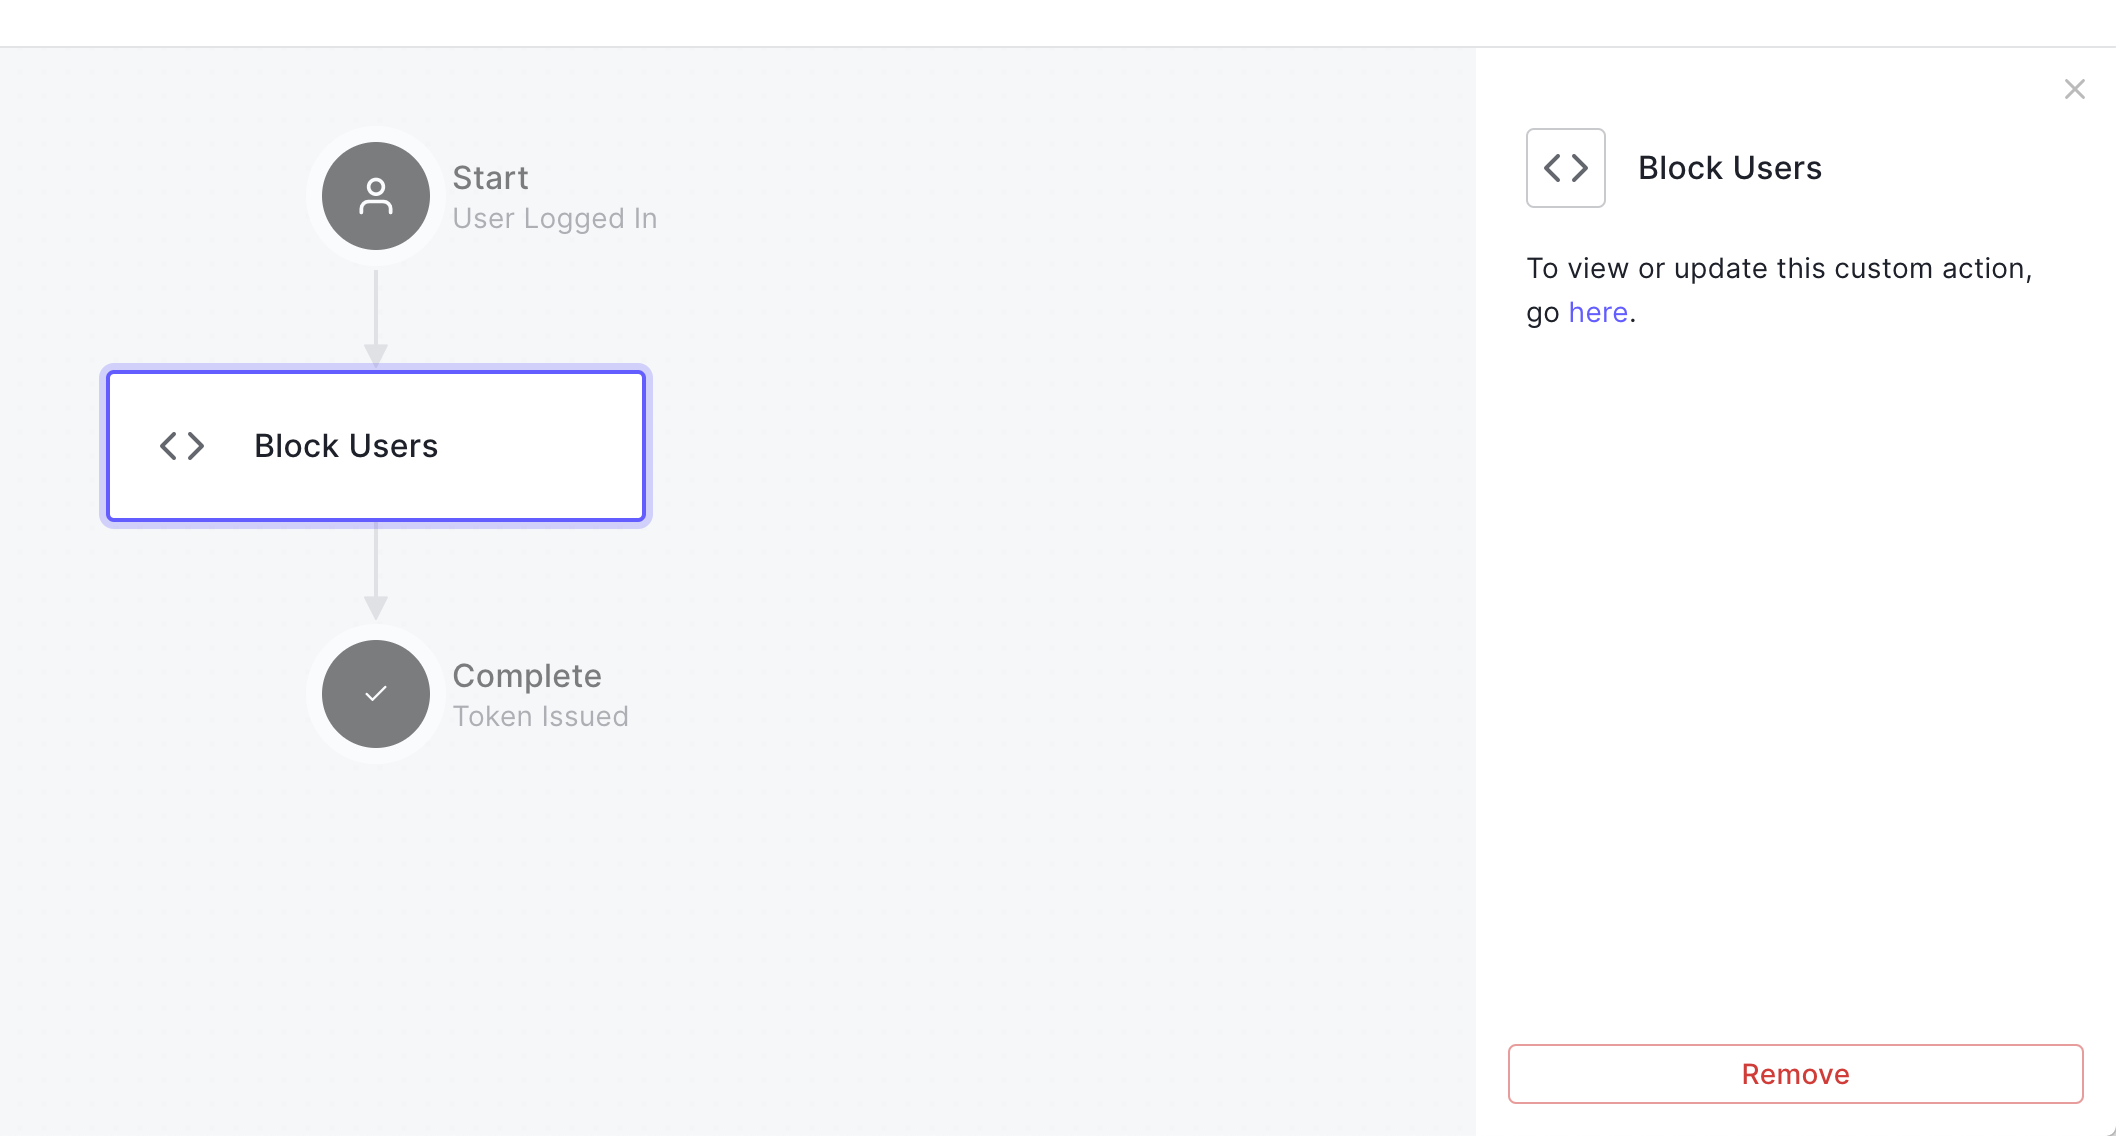 Start
User Logged In
Block Users
Complete
Token Issued
Block Users
To view or update this custom action,
go here.
Remove